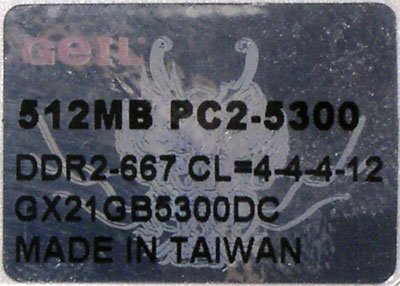 GEIL
512MB PC2-5300
DDR2-667 CL=4-4-4-12
GX21GB5300DC
MADE IN TAIWAN